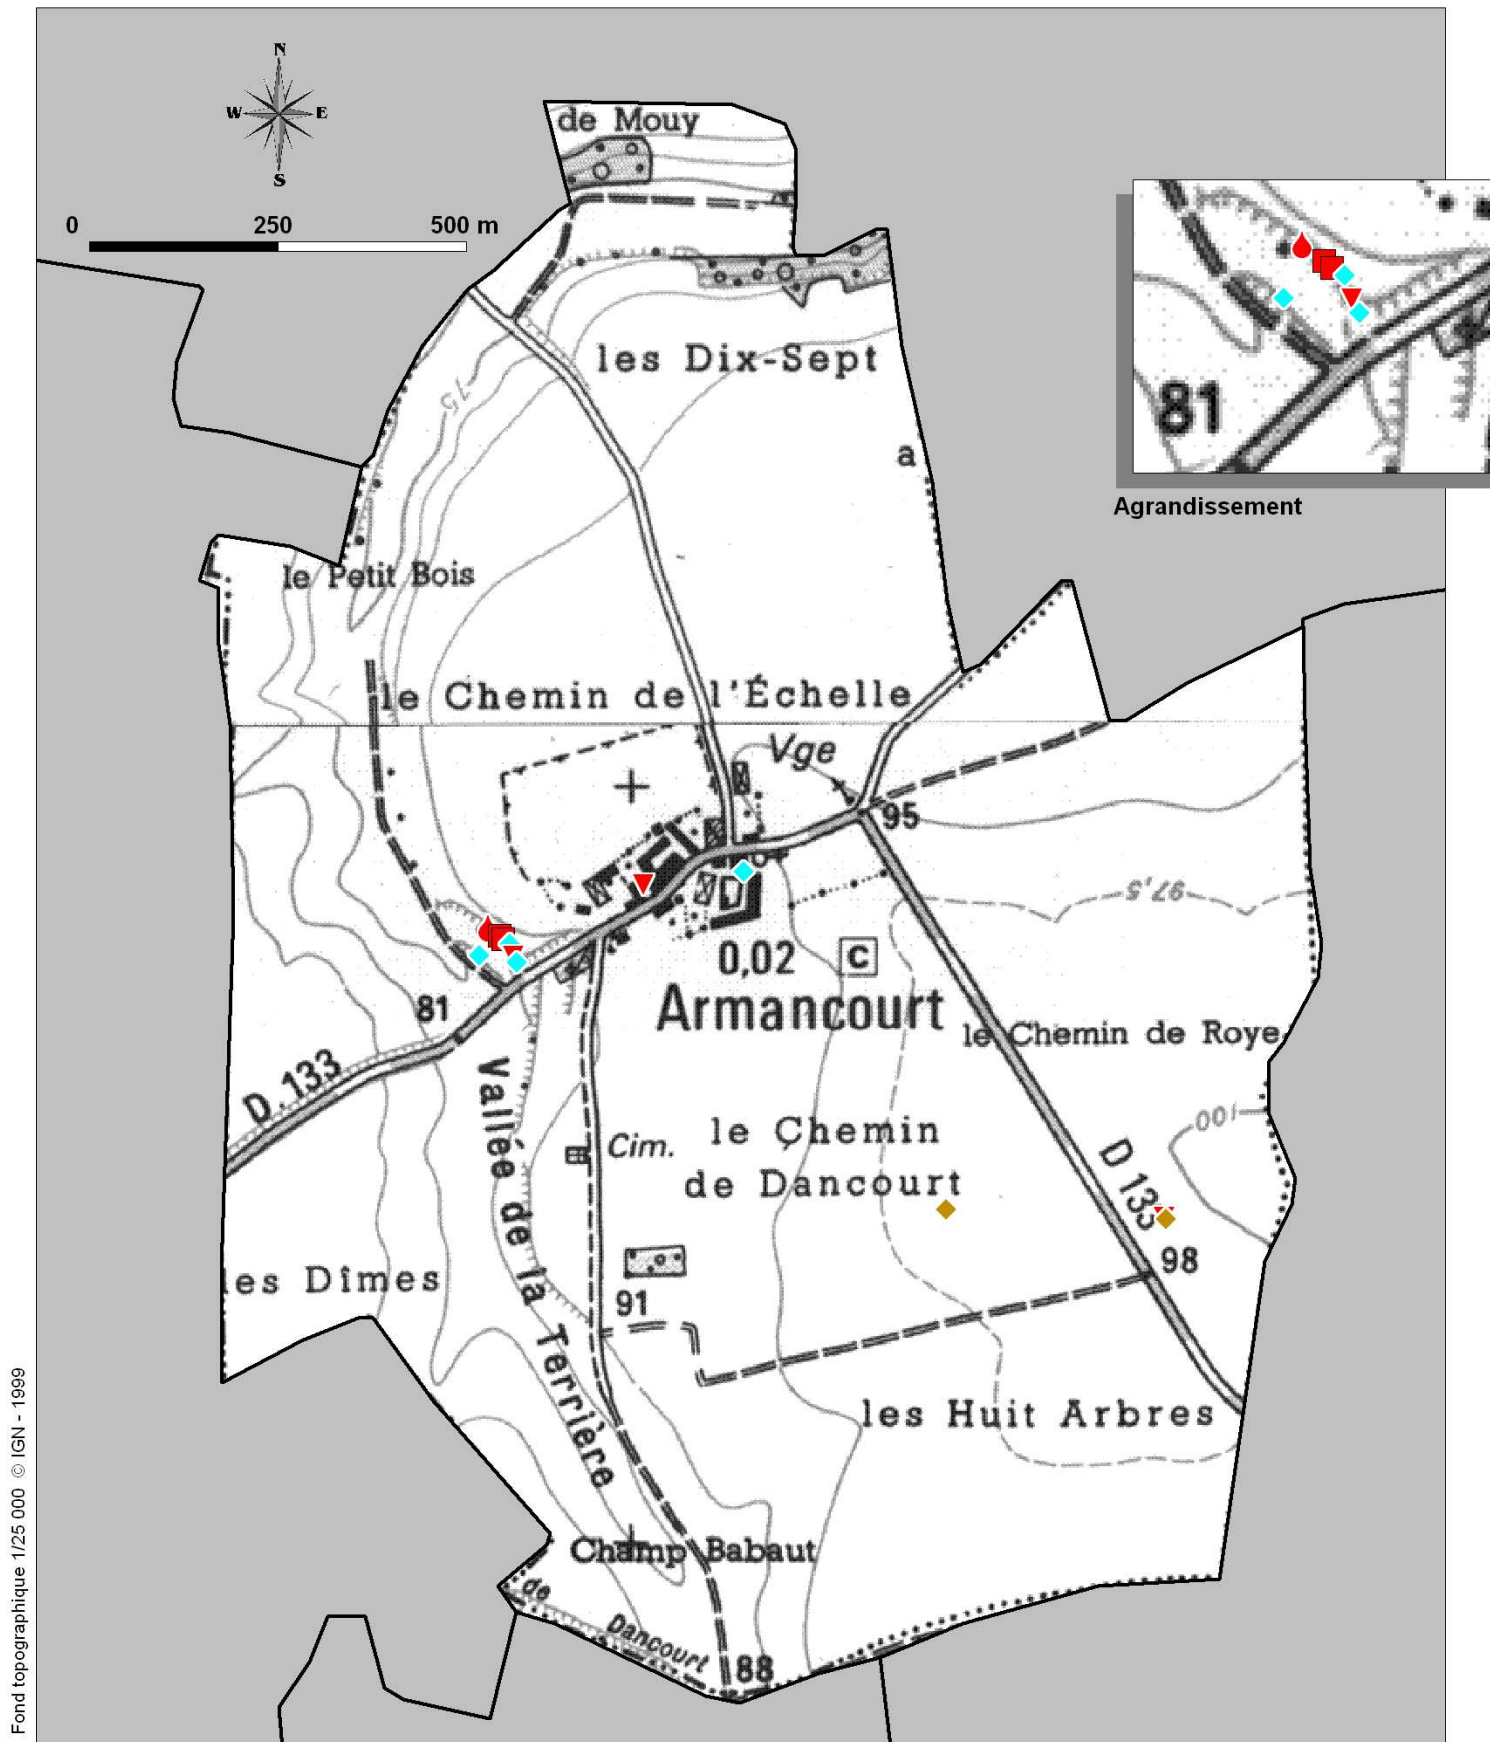 N
W E
S
0 250 500 m
de Mouy
les Dix-Sept
75
a
81
Agrandissement
le Petit Bois
le Chemin de l'Échelle
Vge
95
97,5
0,02 C
Armancourt
81
le Chemin de Roye
D.133
Vallée de la Terrière
Cim.
le Chemin
de Dancourt
100
D 133
98
les Dîmes
91
les Huit Arbres
Champ Babaut
de
Dancourt
88
Fond topographique 1/25 000 © IGN - 1999